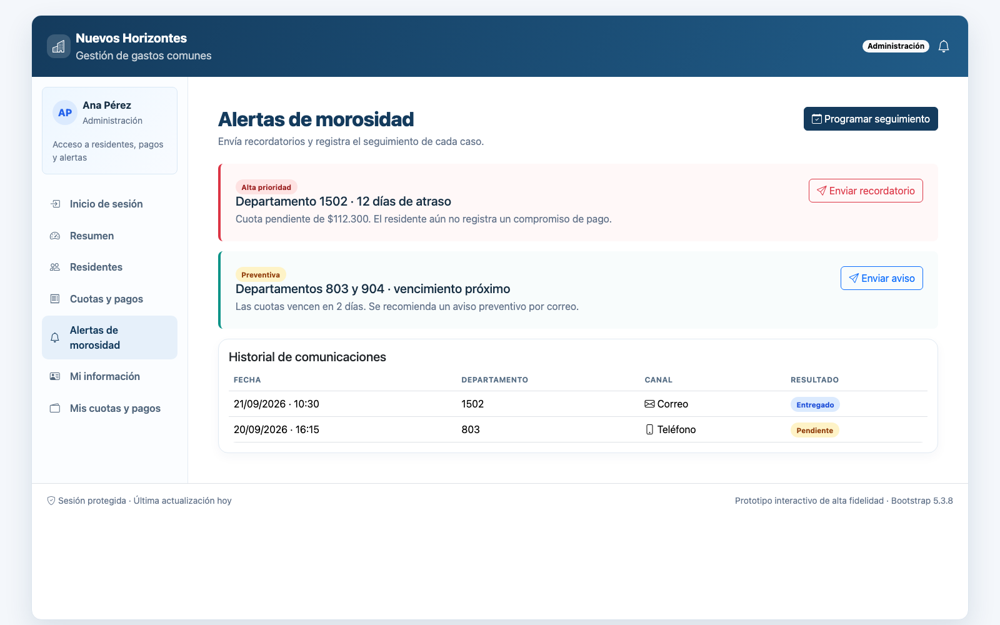 Nuevos Horizontes
Gestión de gastos comunes
Administración
AP
Ana Pérez
Administración
Acceso a residentes, pagos
y alertas
Inicio de sesión
Resumen
Residentes
Cuotas y pagos
Alertas de
morosidad
Mi información
Mis cuotas y pagos
Alertas de morosidad
Envía recordatorios y registra el seguimiento de cada caso.
Programar seguimiento
Alta prioridad
Departamento 1502 · 12 días de atraso
Cuota pendiente de $112.300. El residente aún no registra un compromiso de pago.
Enviar recordatorio
Preventiva
Departamentos 803 y 904 · vencimiento próximo
Las cuotas vencen en 2 días. Se recomienda un aviso preventivo por correo.
Enviar aviso
Historial de comunicaciones
FECHA DEPARTAMENTO CANAL RESULTADO
21/09/2026 · 10:30 1502 Correo Entregado
20/09/2026 · 16:15 803 Teléfono Pendiente
Sesión protegida · Última actualización hoy
Prototipo interactivo de alta fidelidad · Bootstrap 5.3.8